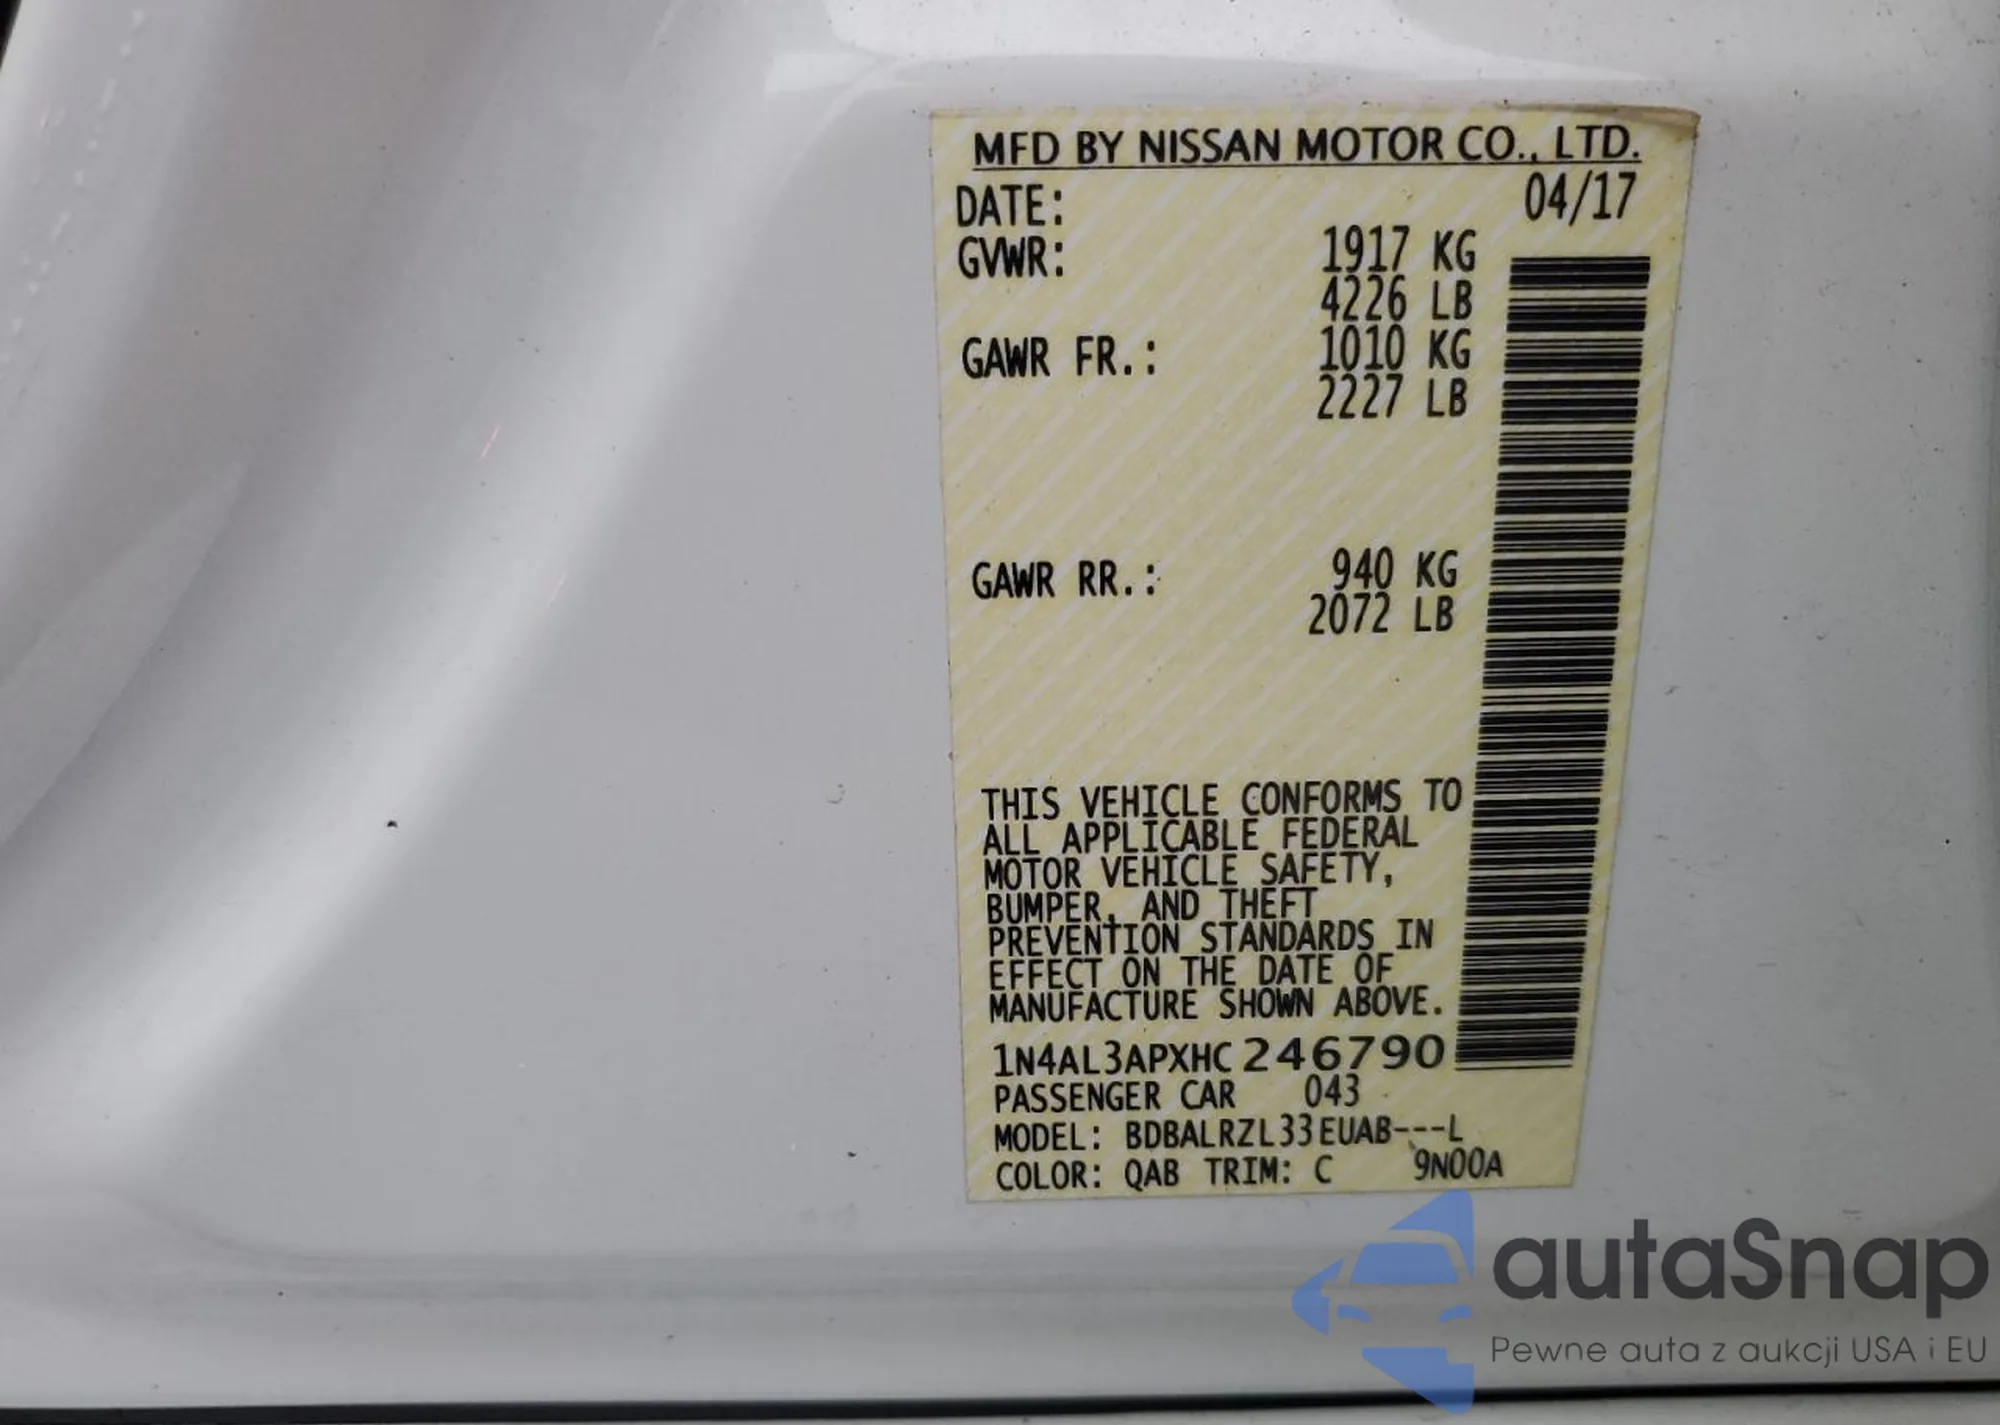 MFD BY NISSAN MOTOR CO., LTD.
DATE: 04/17
GVWR: 1917 KG
4226 LB
GAWR FR.: 1010 KG
2227 LB
GAWR RR.: 940 KG
2072 LB
THIS VEHICLE CONFORMS TO
ALL APPLICABLE FEDERAL
MOTOR VEHICLE SAFETY,
BUMPER, AND THEFT
PREVENTION STANDARDS IN
EFFECT ON THE DATE OF
MANUFACTURE SHOWN ABOVE.
1N4AL3APXHC246790
PASSENGER CAR 043
MODEL: BDBALRZL33EUAB---L
COLOR: QAB TRIM: C 9N00A
autaSnap
Pewne auta z aukcji USA i EU